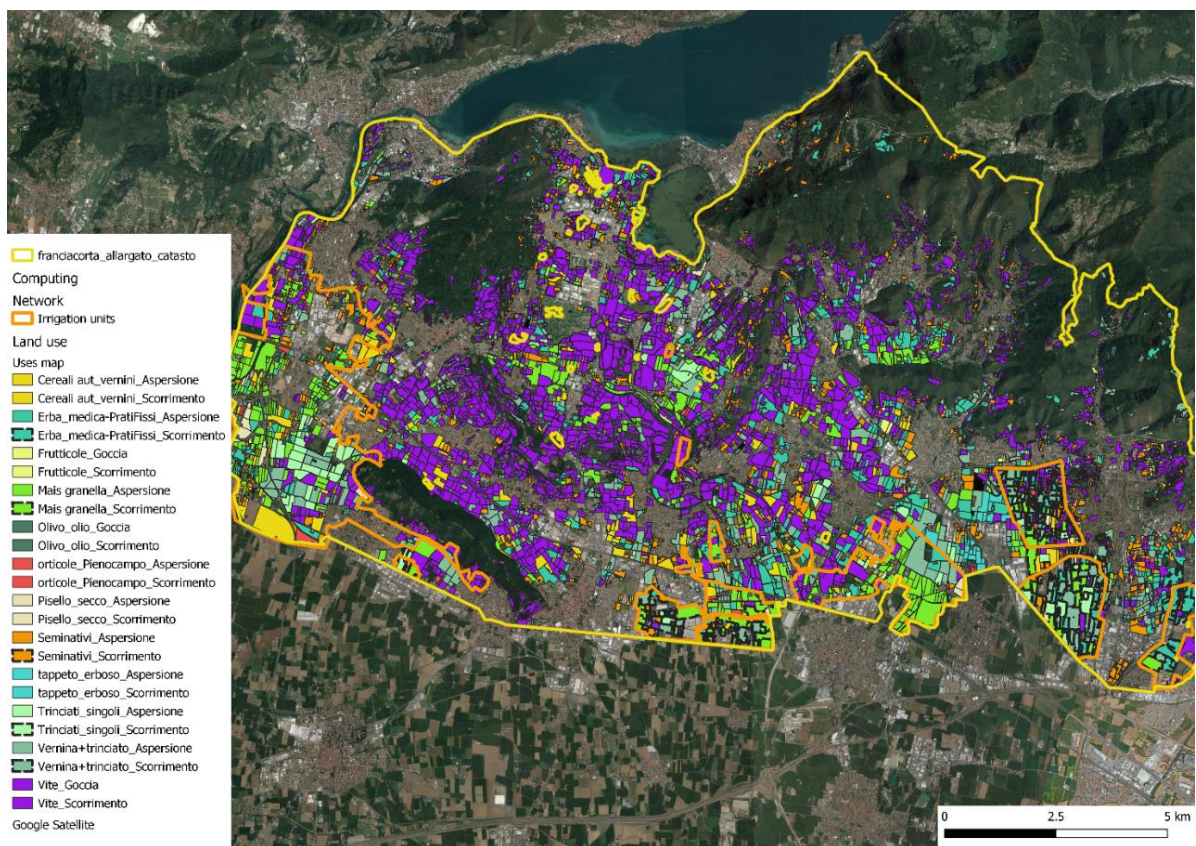 franciacorta_allargato_catasto
Computing
Network
Irrigation units
Land use
Uses map
Cereali aut_vernini_Aspersione
Cereali aut_vernini_Scorrimento
Erba_medica-PratiFissi_Aspersione
Erba_medica-PratiFissi_Scorrimento
Frutticole_Goccia
Frutticole_Scorrimento
Mais granella_Aspersione
Mais granella_Scorrimento
Olivo_olio_Goccia
Olivo_olio_Scorrimento
orticole_Pienocampo_Aspersione
orticole_Pienocampo_Scorrimento
Pisello_secco_Aspersione
Pisello_secco_Scorrimento
Seminativi_Aspersione
Seminativi_Scorrimento
tappeto_erboso_Aspersione
tappeto_erboso_Scorrimento
Trinciati_singoli_Aspersione
Trinciati_singoli_Scorrimento
Vernina+trinciato_Aspersione
Vernina+trinciato_Scorrimento
Vite_Goccia
Vite_Scorrimento
Google Satellite
0 2.5 5 km